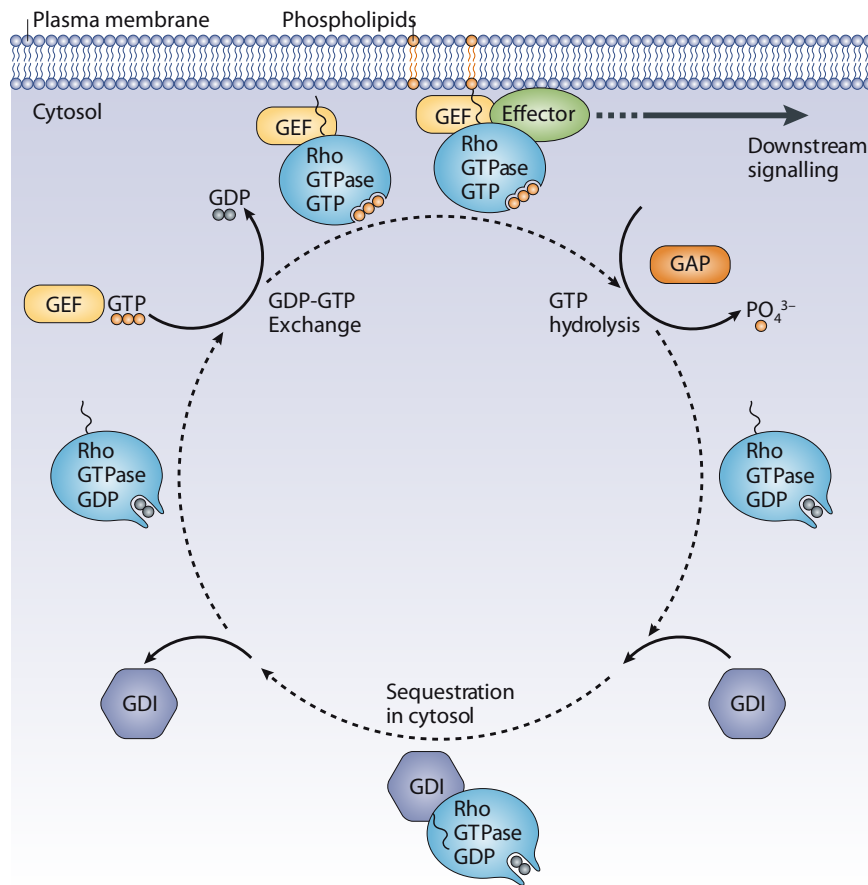 Plasma membrane
Phospholipids
Cytosol
GEF
Rho
GTPase
GTP
GEF
Effector
Rho
GTPase
GTP
Downstream
signalling
GDP
GEF
GTP
GDP-GTP
Exchange
GTP
hydrolysis
GAP
PO₄³⁻
Rho
GTPase
GDP
Rho
GTPase
GDP
GDI
Sequestration
in cytosol
GDI
GDI
Rho
GTPase
GDP